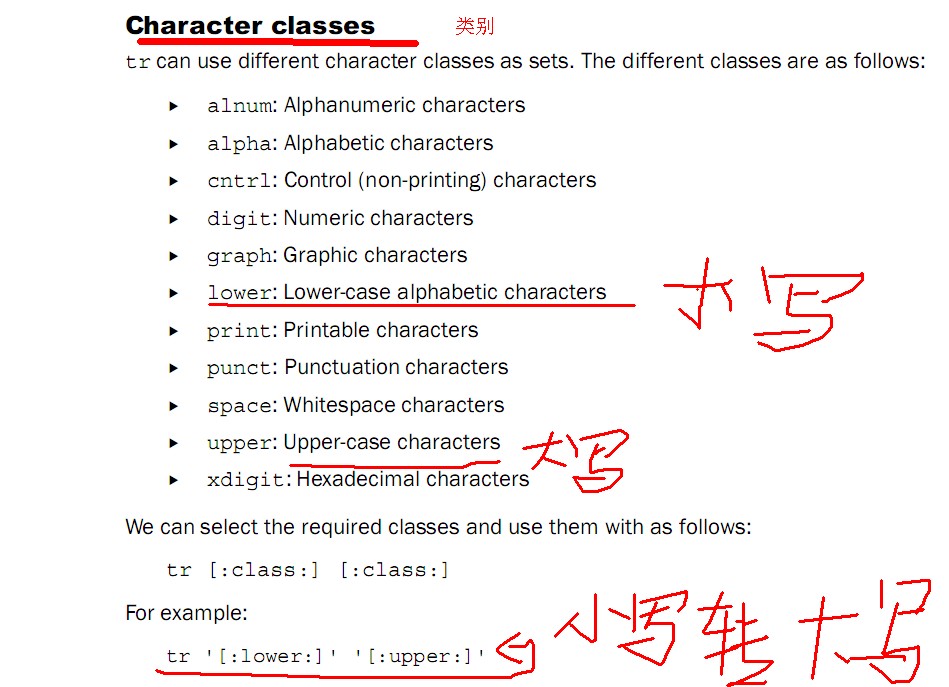 Character classes 类别
tr can use different character classes as sets. The different classes are as follows:
► alnum: Alphanumeric characters
► alpha: Alphabetic characters
► cntrl: Control (non-printing) characters
► digit: Numeric characters
► graph: Graphic characters
► lower: Lower-case alphabetic characters 小写
► print: Printable characters
► punct: Punctuation characters
► space: Whitespace characters
► upper: Upper-case characters 大写
► xdigit: Hexadecimal characters
We can select the required classes and use them with as follows:
tr [:class:] [:class:]
For example:
tr '[:lower:]' '[:upper:]' 小写转大写